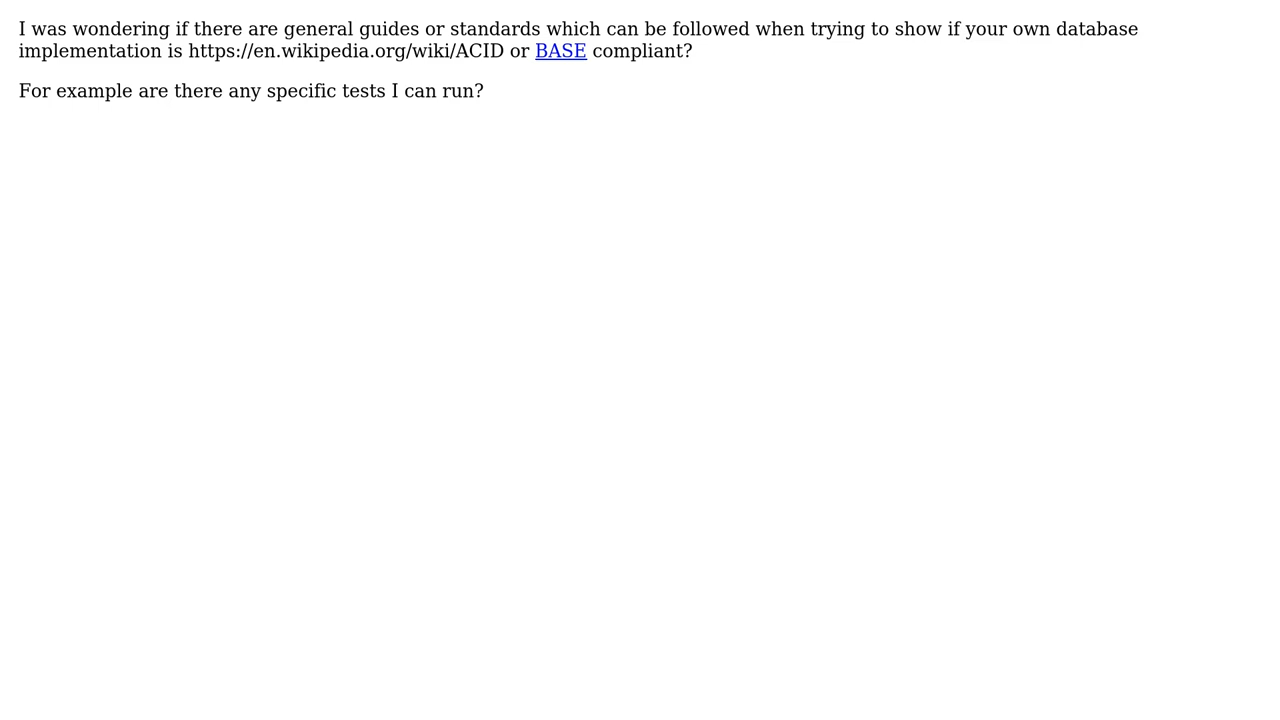 I was wondering if there are general guides or standards which can be followed when trying to show if your own database
implementation is https://en.wikipedia.org/wiki/ACID or BASE compliant?
For example are there any specific tests I can run?